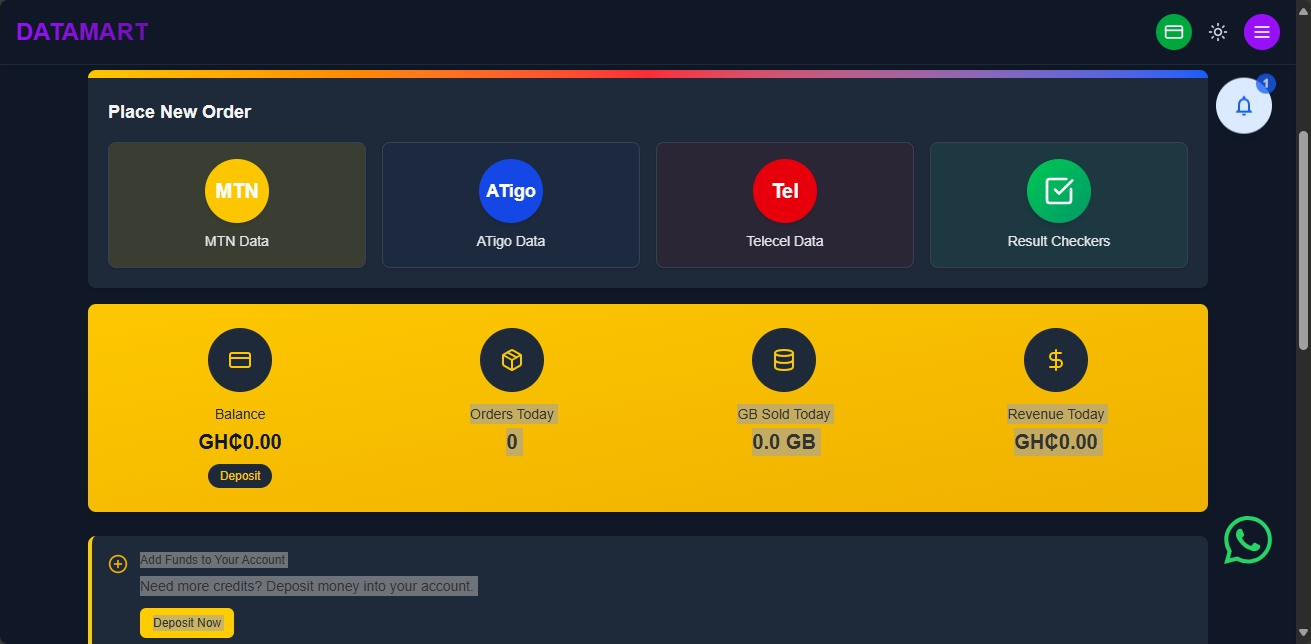 DATAMART
1
Place New Order
MTN
ATigo
Tel
MTN Data
ATigo Data
Telecel Data
Result Checkers
Balance
Orders Today
GB Sold Today
Revenue Today
GH₵0.00
0
0.0 GB
GH₵0.00
Deposit
Add Funds to Your Account
Need more credits? Deposit money into your account.
Deposit Now